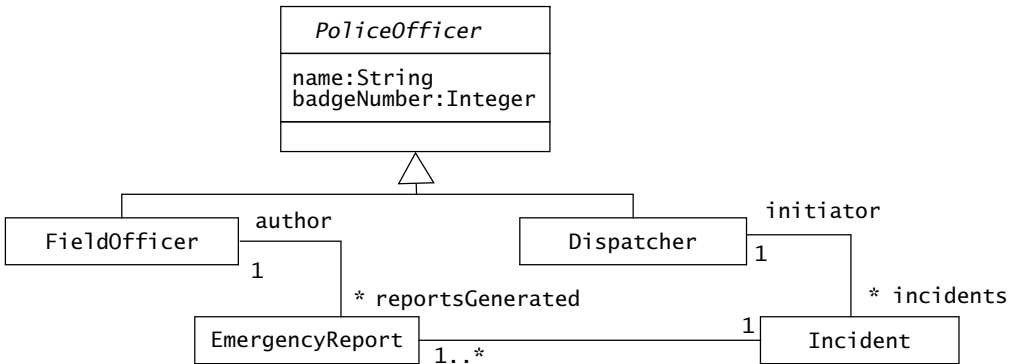 PoliceOfficer
name:String
badgeNumber:Integer
author
initiator
FieldOfficer
Dispatcher
1
1
* reportsGenerated
* incidents
EmergencyReport
1
Incident
1..*